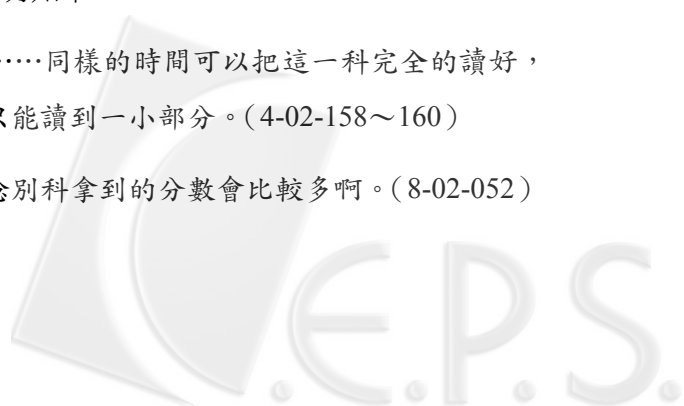 ……同樣的時間可以把這一科完全的讀好，
只能讀到一小部分。（4-02-158～160）
念別科拿到的分數會比較多啊。（8-02-052）
C.E.P.S.